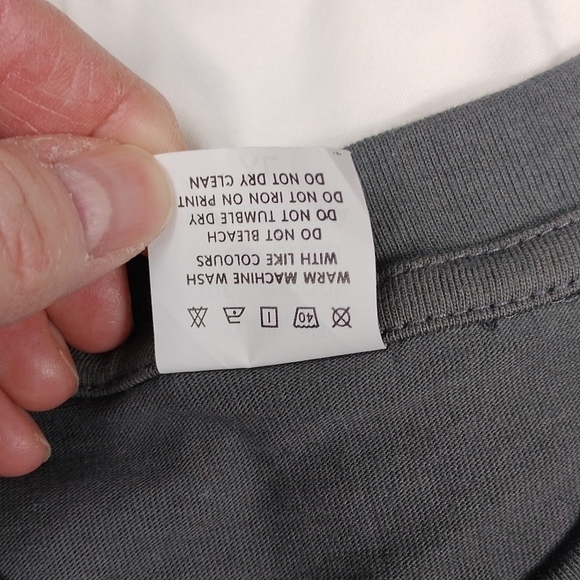 40
WARM MACHINE WASH
WITH LIKE COLOURS
DO NOT BLEACH
DO NOT TUMBLE DRY
DO NOT IRON ON PRINT
DO NOT DRY CLEAN